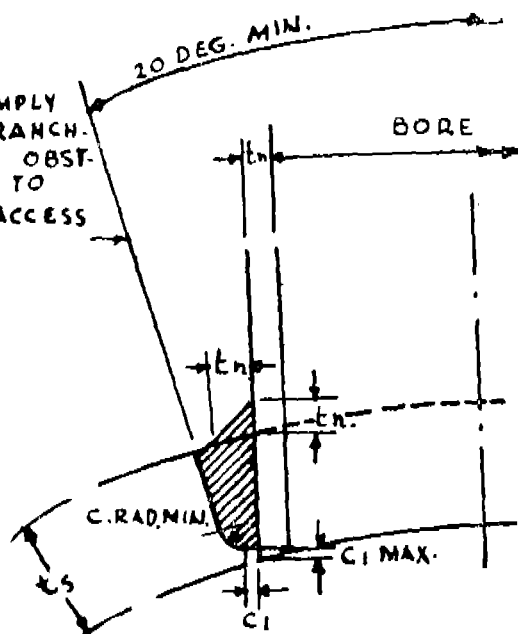 20 DEG. MIN.
MPLY
RANCH.
OBST-
TO
ACCESS
BORE
tn
tn
tn.
C.RAD.MIN.
C1 MAX.
ts
C1